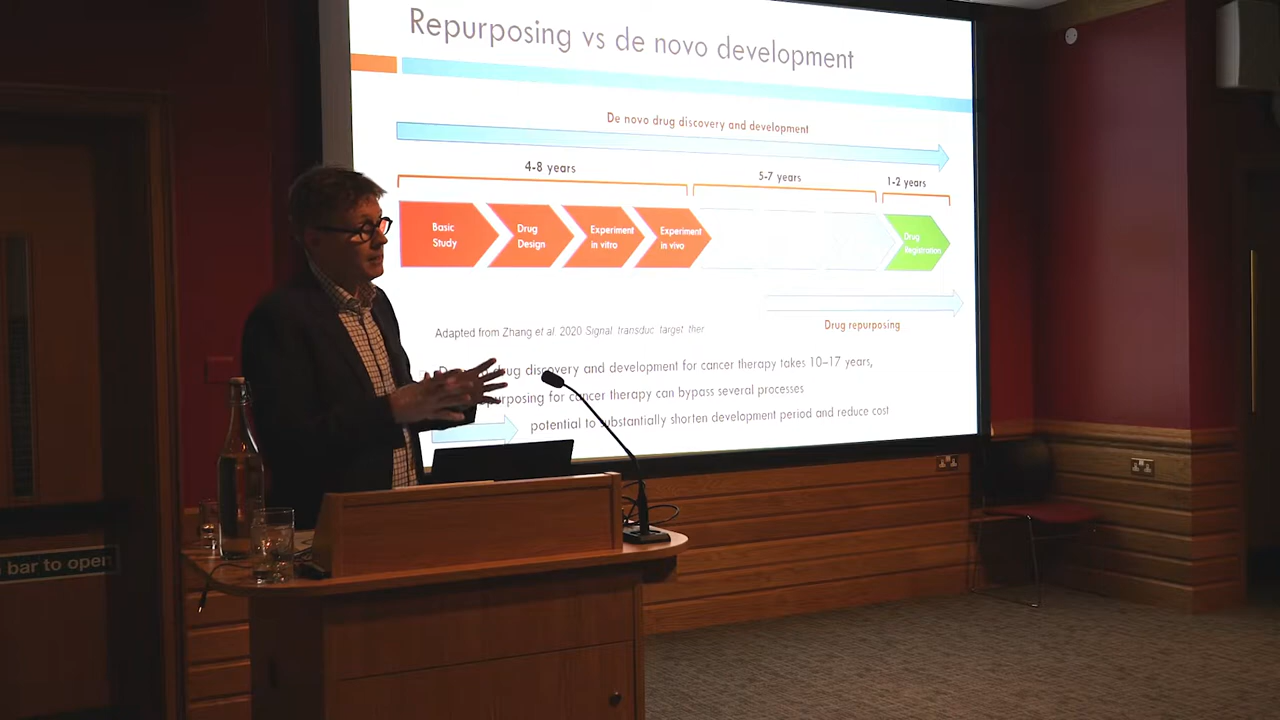 Repurposing vs de novo development
De novo drug discovery and development
4-8 years
5-7 years
1-2 years
Basic
Study
Drug
Design
Experiment
in vitro
Experiment
in vivo
Drug
Registration
Drug repurposing
Adapted from Zhang et al. 2020 Signal transduc target ther
drug discovery and development for cancer therapy takes 10–17 years,
purposing for cancer therapy can bypass several processes
potential to substantially shorten development period and reduce cost
bar to open